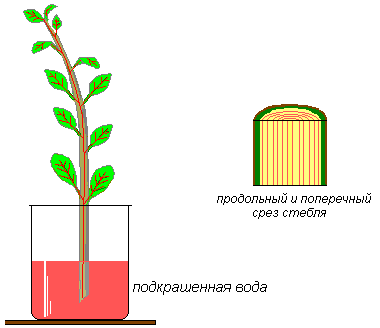 продольный и поперечный
срез стебля
подкрашенная вода